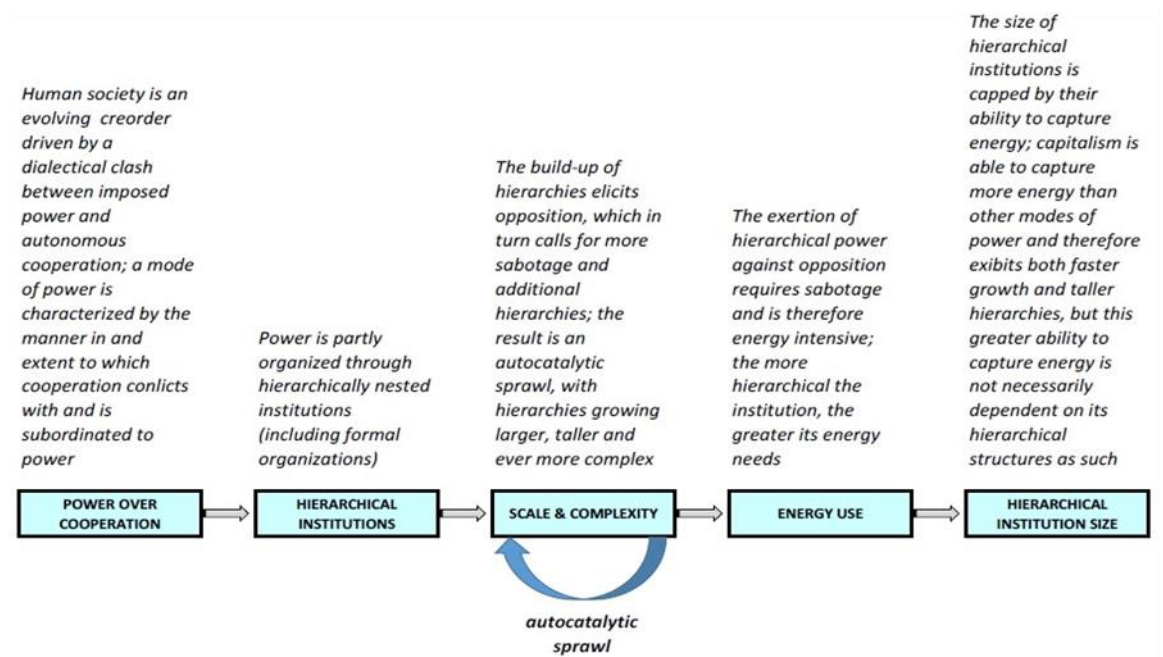 Human society is an
evolving creorder
driven by a
dialectical clash
between imposed
power and
autonomous
cooperation; a mode
of power is
characterized by the
manner in and
extent to which
cooperation conlicts
with and is
subordinated to
power
Power is partly
organized through
hierarchically nested
institutions
(including formal
organizations)
The build-up of
hierarchies elicits
opposition, which in
turn calls for more
sabotage and
additional
hierarchies; the
result is an
autocatalytic
sprawl, with
hierarchies growing
larger, taller and
ever more complex
The exertion of
hierarchical power
against opposition
requires sabotage
and is therefore
energy intensive;
the more
hierarchical the
institution, the
greater its energy
needs
The size of
hierarchical
institutions is
capped by their
ability to capture
energy; capitalism is
able to capture
more energy than
other modes of
power and therefore
exibits both faster
growth and taller
hierarchies, but this
greater ability to
capture energy is
not necessarily
dependent on its
hierarchical
structures as such
POWER OVER
COOPERATION
HIERARCHICAL
INSTITUTIONS
SCALE & COMPLEXITY
ENERGY USE
HIERARCHICAL
INSTITUTION SIZE
autocatalytic
sprawl